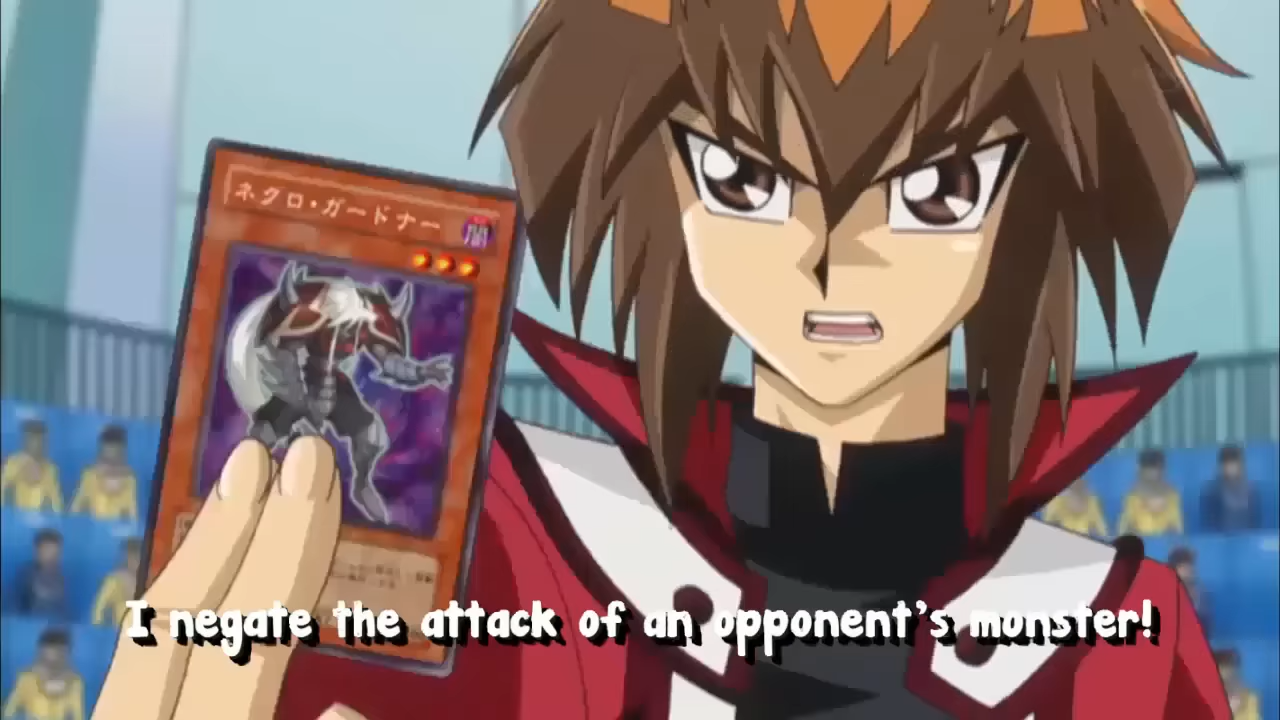 ネクロ・ガードナー
闇
I negate the attack of an opponent's monster!